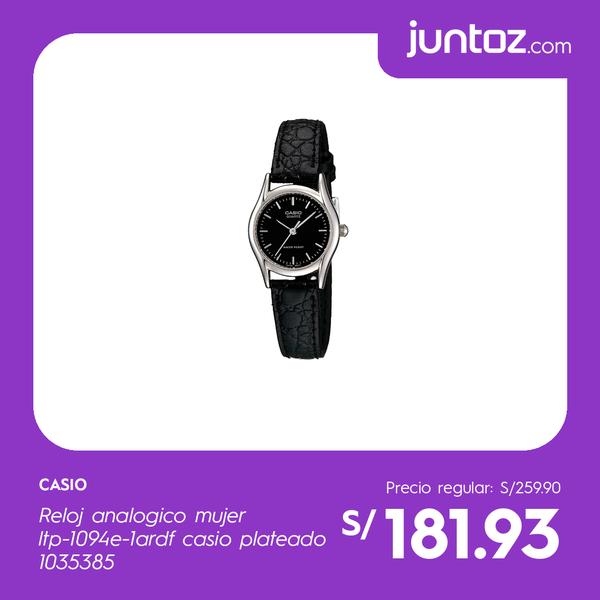 juntoz.com
CASIO
QUARTZ
WATER RESIST
CASIO
Precio regular: S/259.90
Reloj analogico mujer
ltp-1094e-1ardf casio plateado
1035385
S/181.93